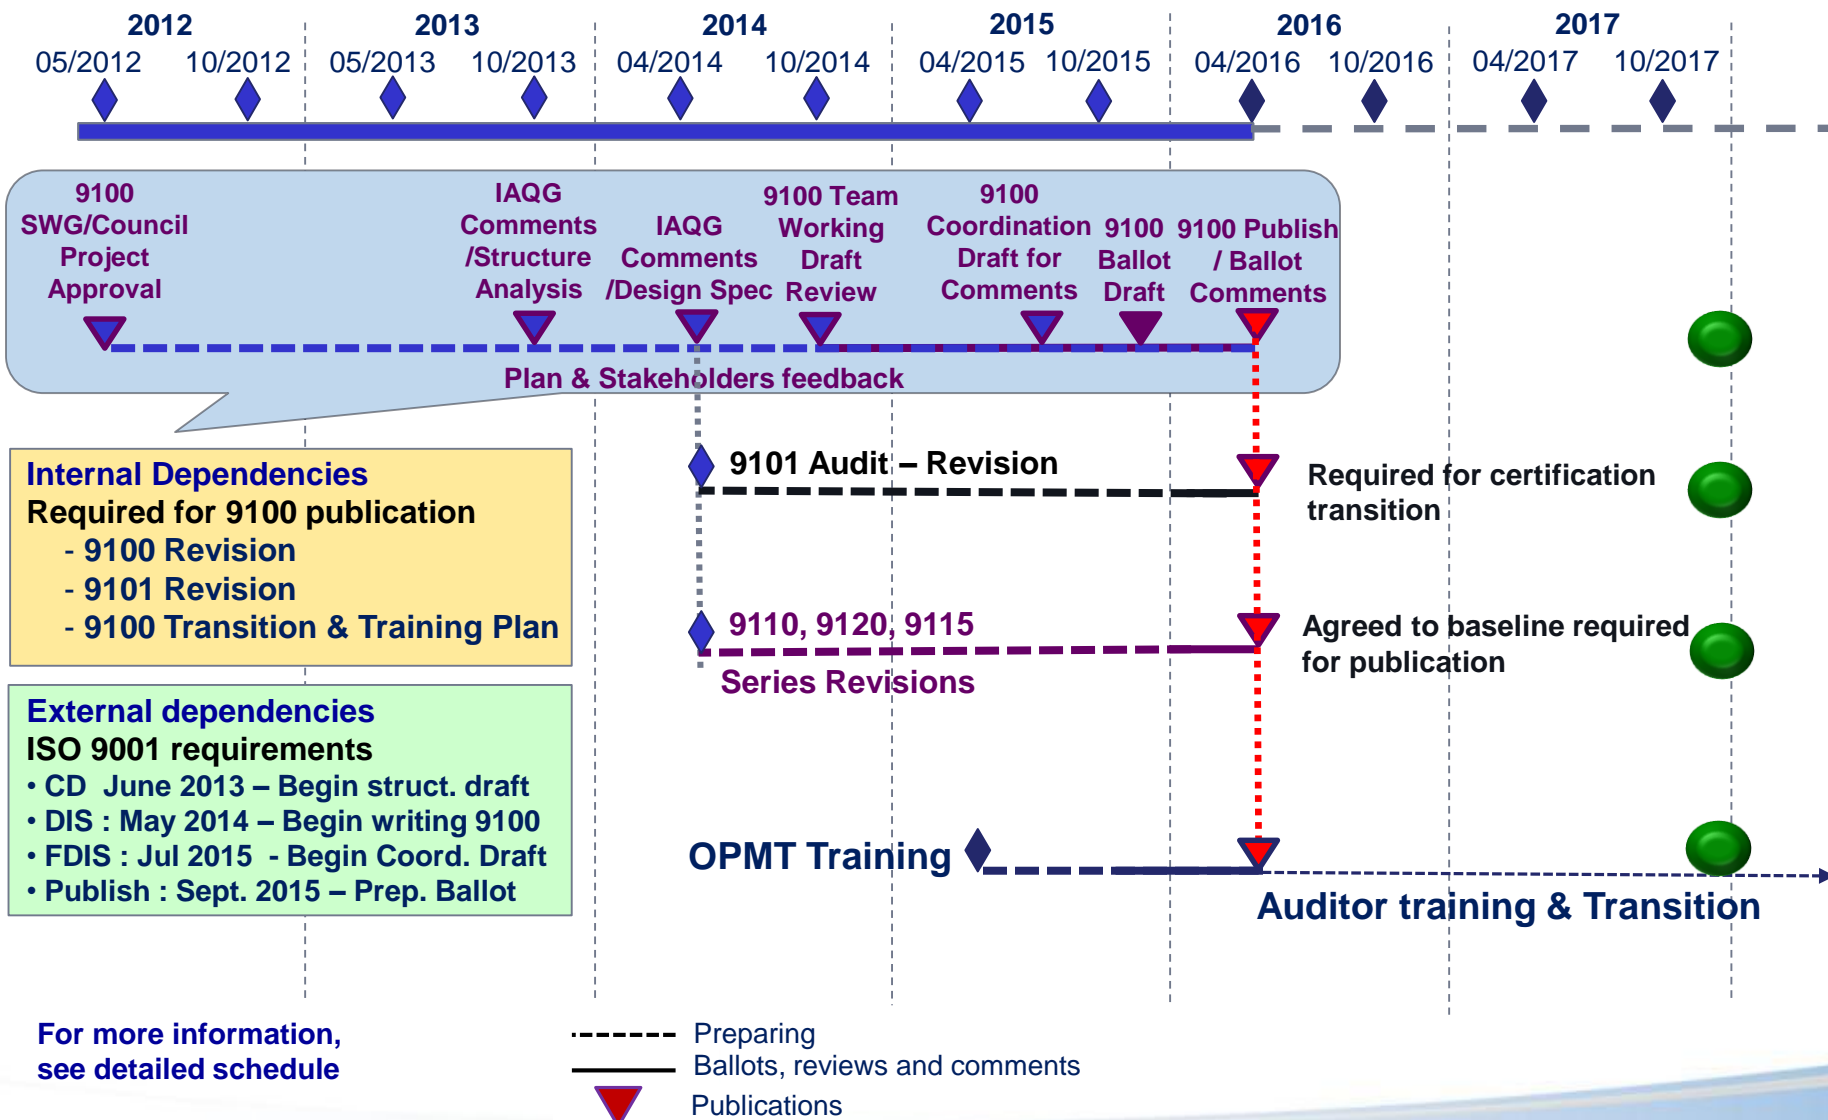 2012 2013 2014 2015 2016 2017
05/2012 10/2012 05/2013 10/2013 04/2014 10/2014 04/2015 10/2015 04/2016 10/2016 04/2017 10/2017
9100
SWG/Council
Project
Approval
IAQG
Comments
/Structure
Analysis
IAQG
Comments
/Design Spec
9100 Team
Working
Draft
Review
9100
Coordination
Draft for
Comments
9100
Ballot
Draft
9100 Publish
/ Ballot
Comments
Plan & Stakeholders feedback
Internal Dependencies
Required for 9100 publication
- 9100 Revision
- 9101 Revision
- 9100 Transition & Training Plan
9101 Audit – Revision
Required for certification
transition
9110, 9120, 9115
Series Revisions
Agreed to baseline required
for publication
External dependencies
ISO 9001 requirements
• CD June 2013 – Begin struct. draft
• DIS : May 2014 – Begin writing 9100
• FDIS : Jul 2015 - Begin Coord. Draft
• Publish : Sept. 2015 – Prep. Ballot
OPMT Training
Auditor training & Transition
For more information,
see detailed schedule
Preparing
Ballots, reviews and comments
Publications